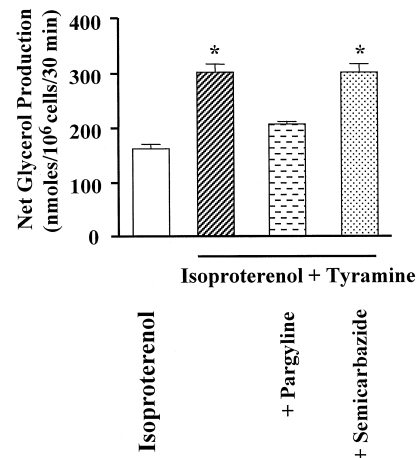 Net Glycerol Production
(nmoles/10⁶ cells/30 min)
400
300
200
100
0
*
*
Isoproterenol + Tyramine
Isoproterenol
+ Pargyline
+ Semicarbazide